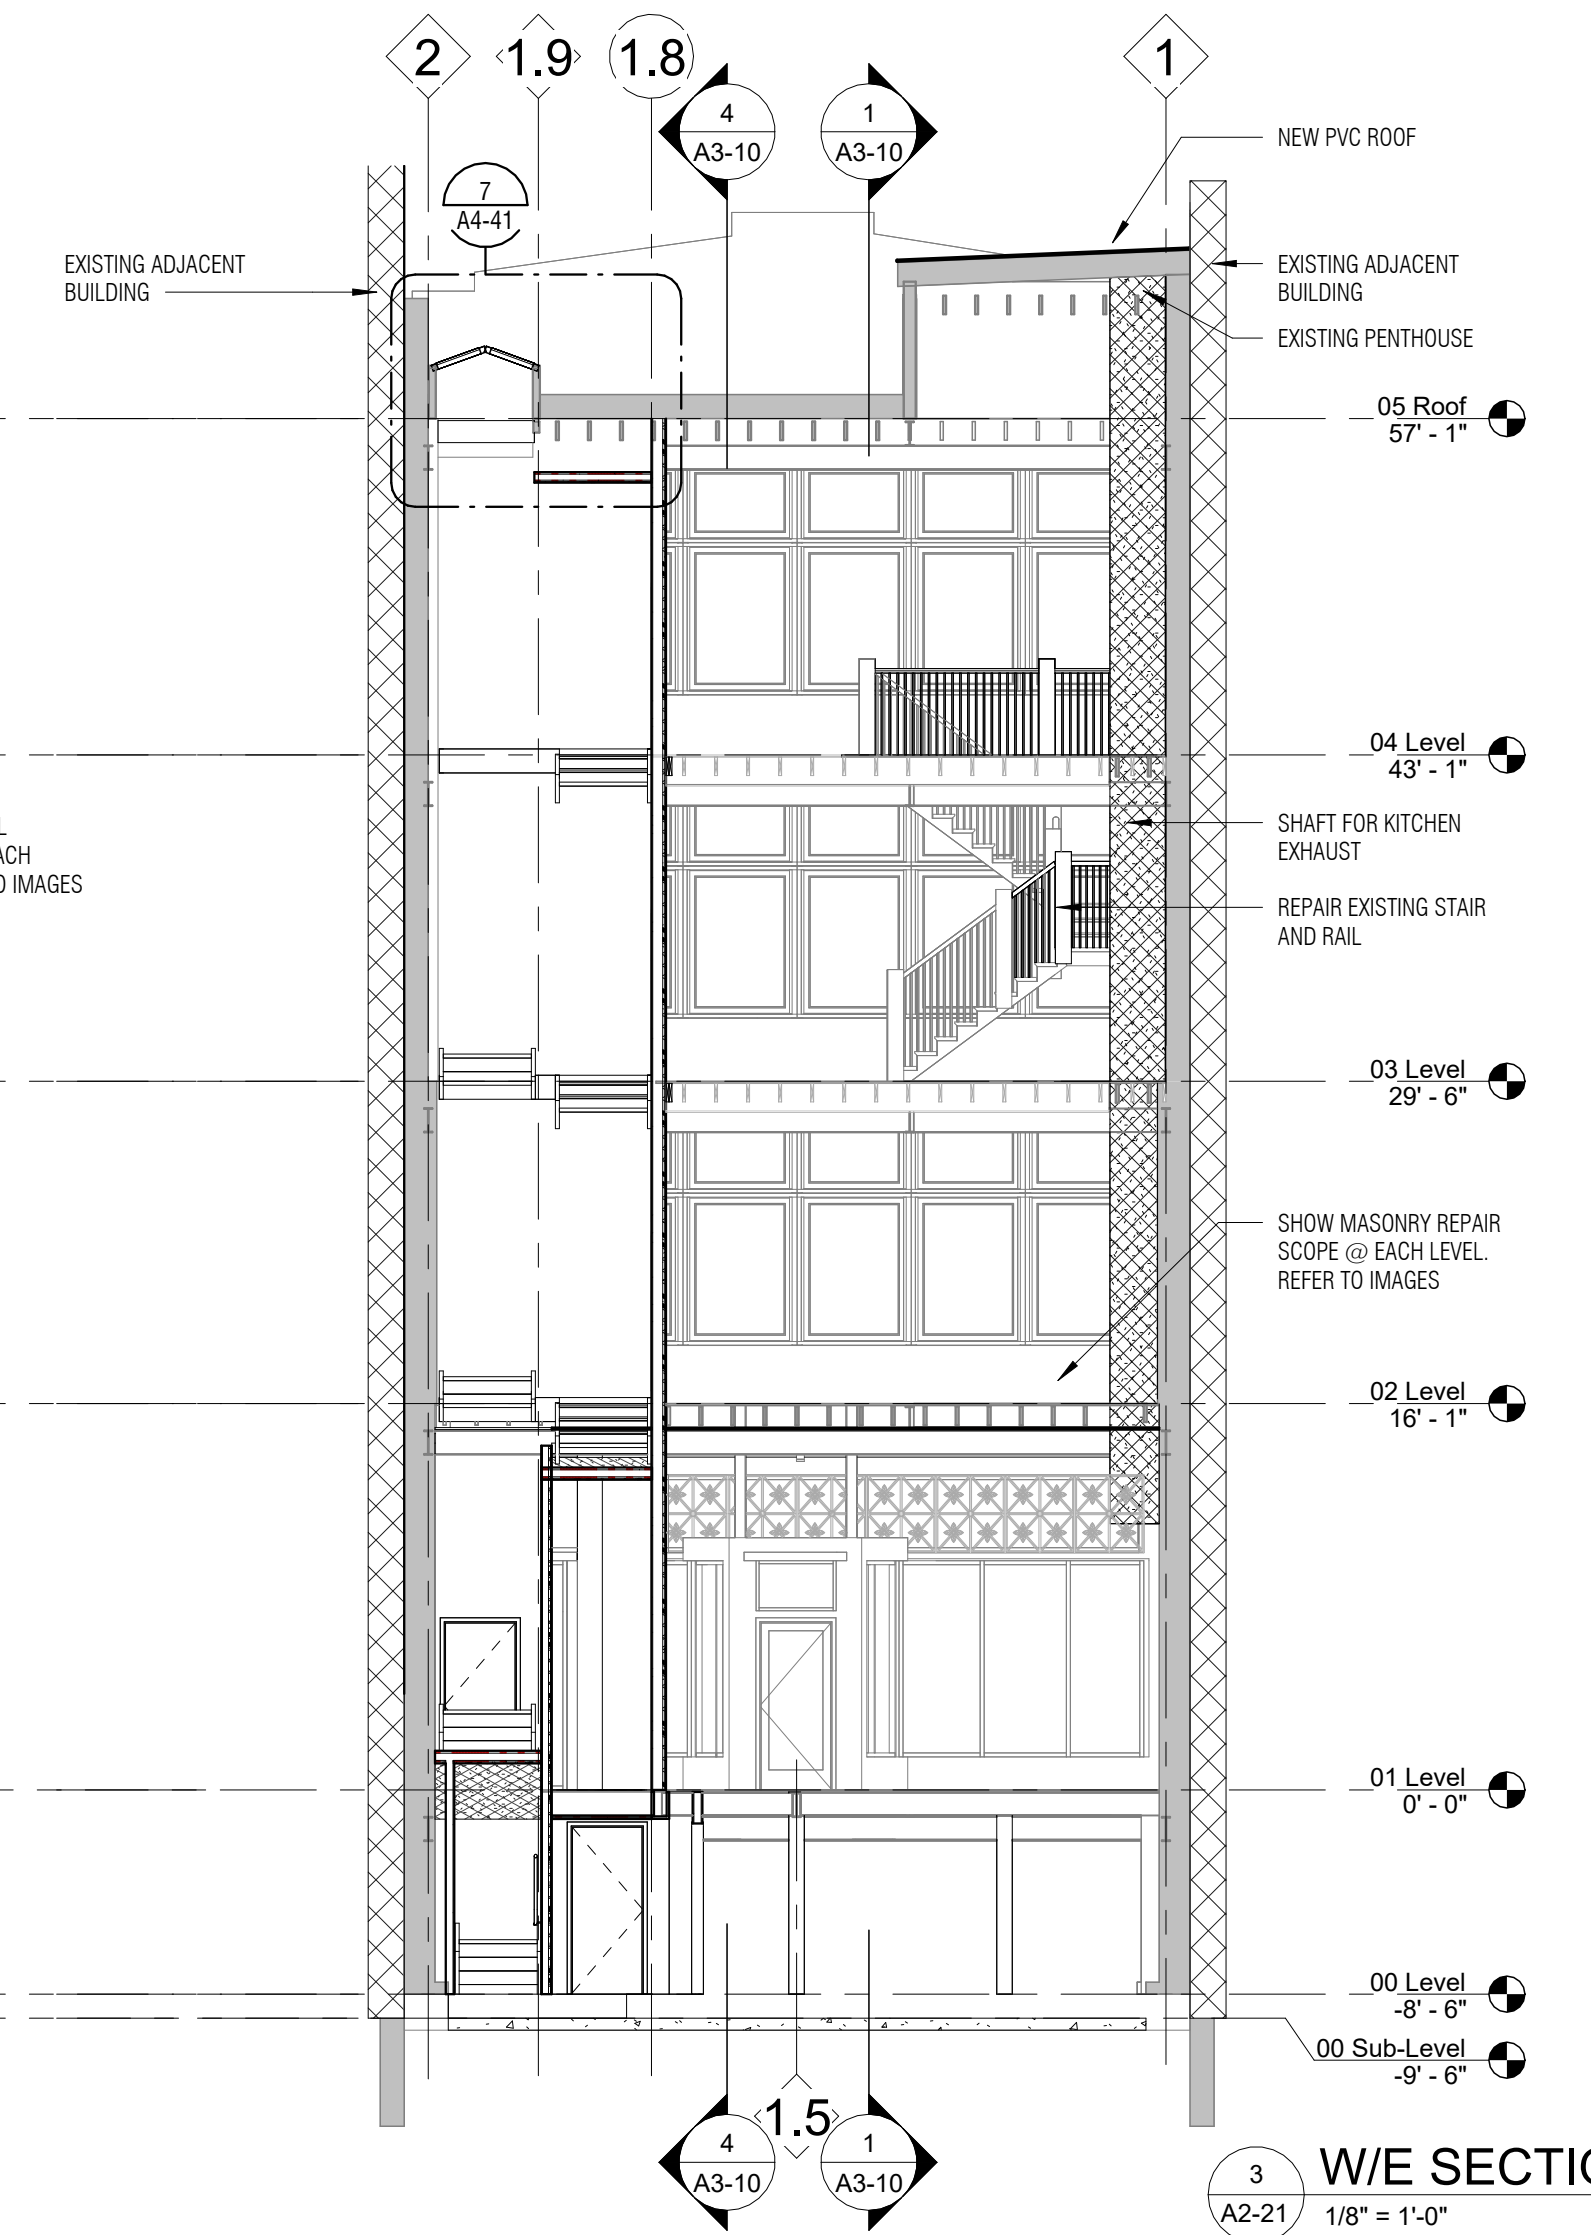 2
1.9
1.8
1
4
A3-10
1
A3-10
NEW PVC ROOF
7
A4-41
EXISTING ADJACENT
BUILDING
EXISTING ADJACENT
BUILDING
EXISTING PENTHOUSE
05 Roof
57' - 1"
04 Level
43' - 1"
SHAFT FOR KITCHEN
EXHAUST
L
ACH
O IMAGES
REPAIR EXISTING STAIR
AND RAIL
03 Level
29' - 6"
SHOW MASONRY REPAIR
SCOPE @ EACH LEVEL.
REFER TO IMAGES
02 Level
16' - 1"
01 Level
0' - 0"
00 Level
-8' - 6"
00 Sub-Level
-9' - 6"
1.5
4
A3-10
1
A3-10
3
A2-21
W/E SECTIO
1/8" = 1'-0"